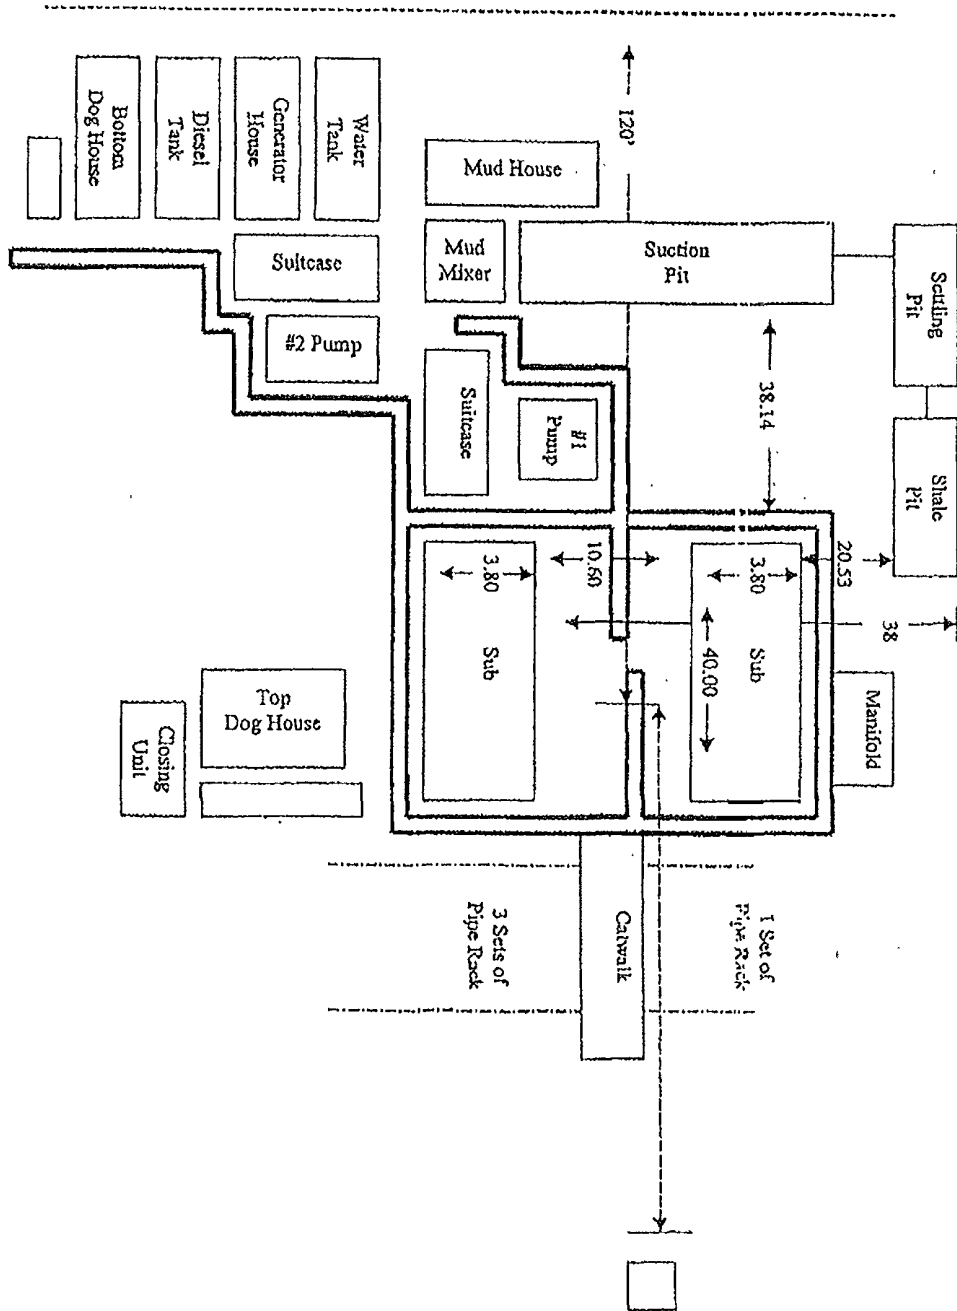 120'
Bottom
Dog House
Diesel
Tank
Generator
House
Water
Tank
Mud House
Suitcase
Mud
Mixer
Suction
Pit
Settling
Pit
#2 Pump
Suitcase
#1
Pump
38.14
Shale
Pit
3.80
Sub
10.60
3.80
40.00
Sub
20.53
38
Manifold
Top
Dog House
Closing
Unit
3 Sets of
Pipe Rack
Catwalk
1 Set of
Pipe Rack